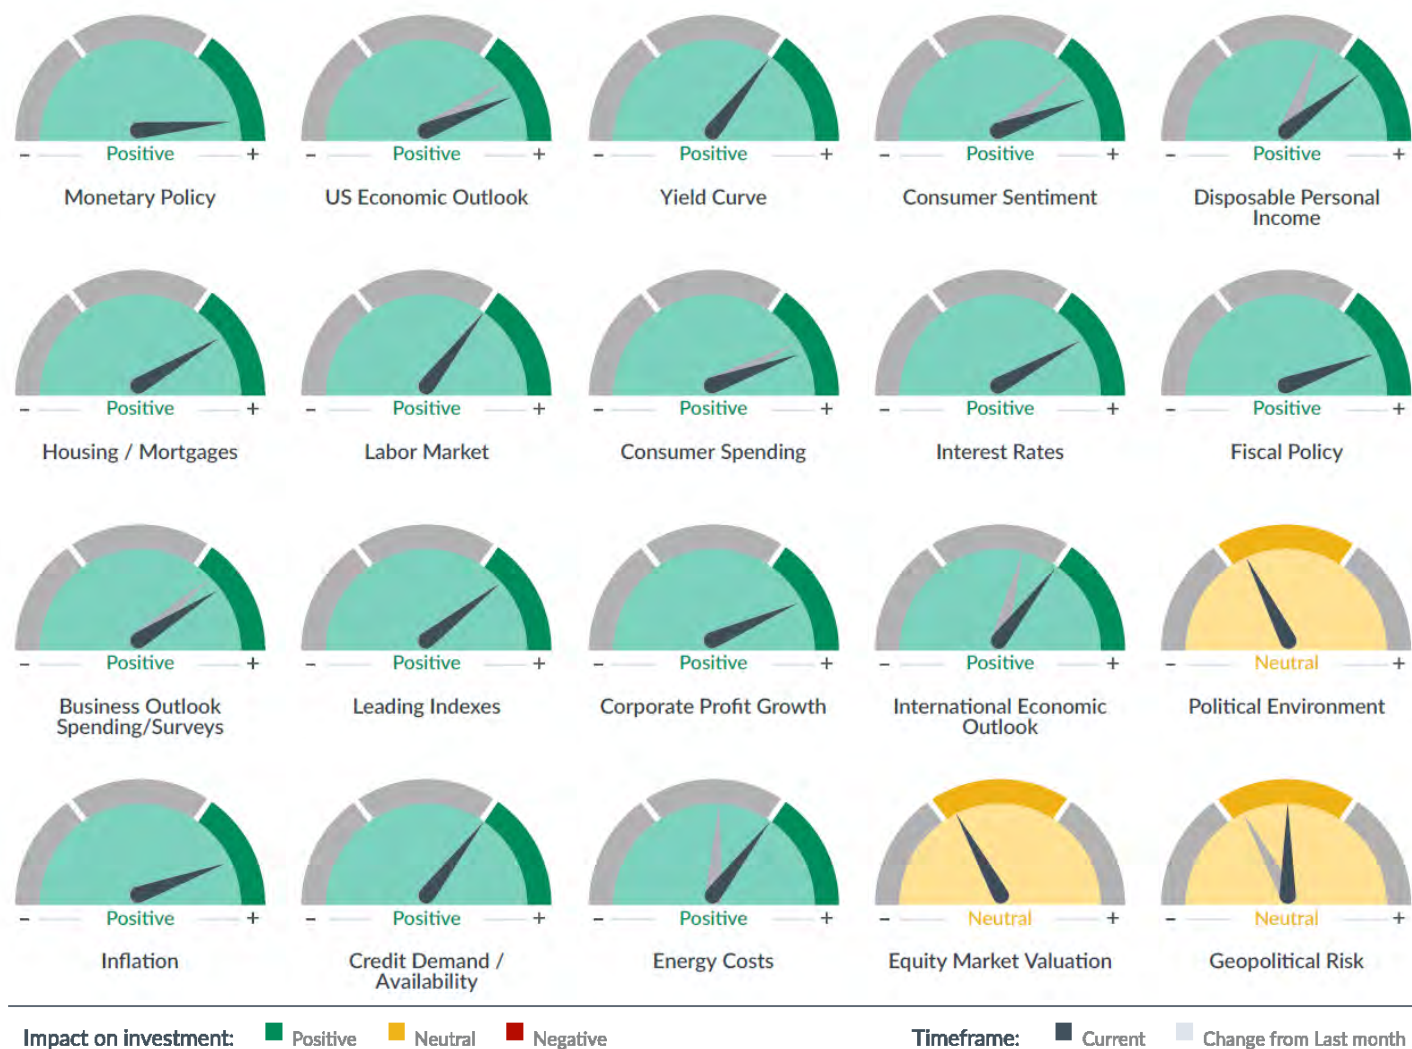 - Positive + - Positive + - Positive + - Positive + - Positive +
Monetary Policy US Economic Outlook Yield Curve Consumer Sentiment Disposable Personal
Income
- Positive + - Positive + - Positive + - Positive + - Positive +
Housing / Mortgages Labor Market Consumer Spending Interest Rates Fiscal Policy
- Positive + - Positive + - Positive + - Positive + - Neutral +
Business Outlook Leading Indexes Corporate Profit Growth International Economic Political Environment
Spending/Surveys Outlook
- Positive + - Positive + - Positive + - Neutral + - Neutral +
Inflation Credit Demand / Energy Costs Equity Market Valuation Geopolitical Risk
Availability
Impact on investment: Positive Neutral Negative Timeframe: Current Change from Last month